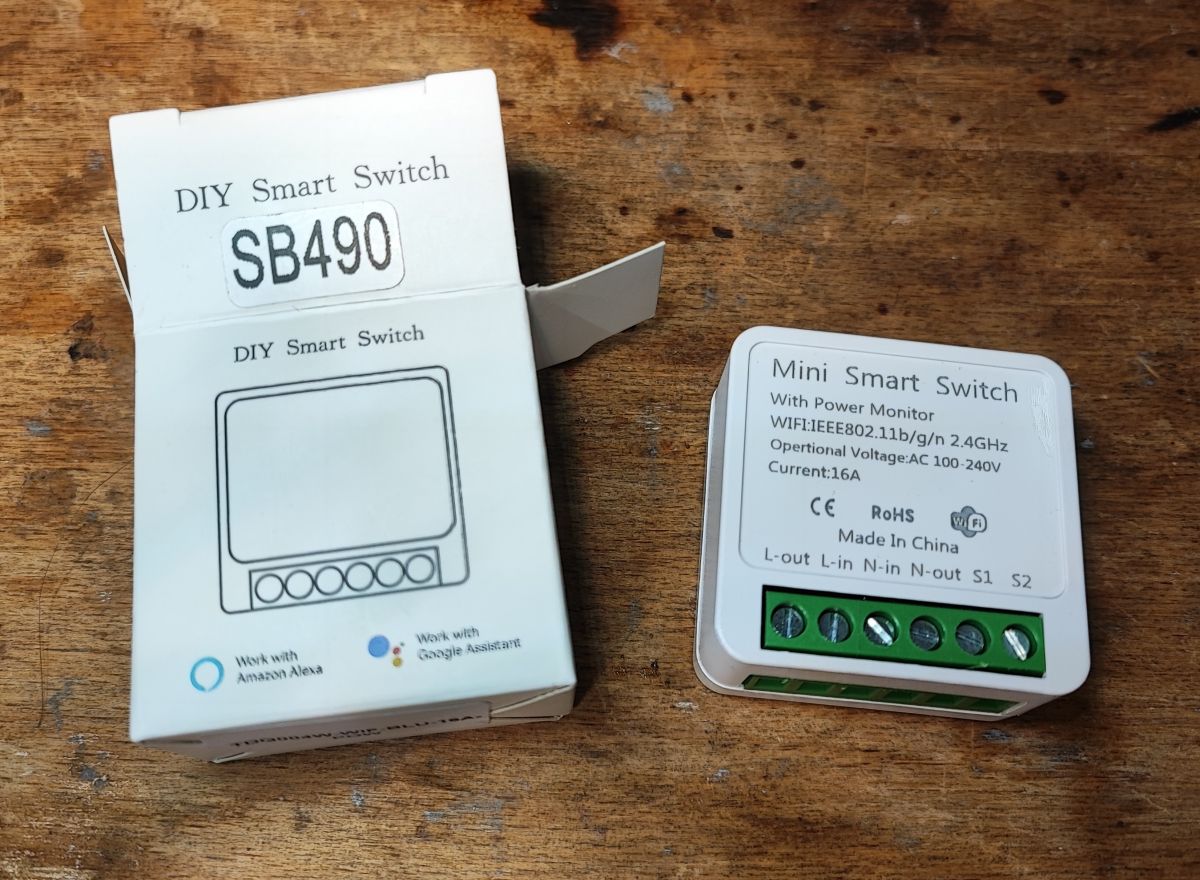 DIY Smart Switch
SB490
DIY Smart Switch
Work with
Amazon Alexa
Work with
Google Assistant
Mini Smart Switch
With Power Monitor
WIFI:IEEE802.11b/g/n 2.4GHz
Opertional Voltage:AC 100-240V
Current:16A
CE
RoHS
WiFi
Made In China
L-out L-in N-in N-out S1 S2